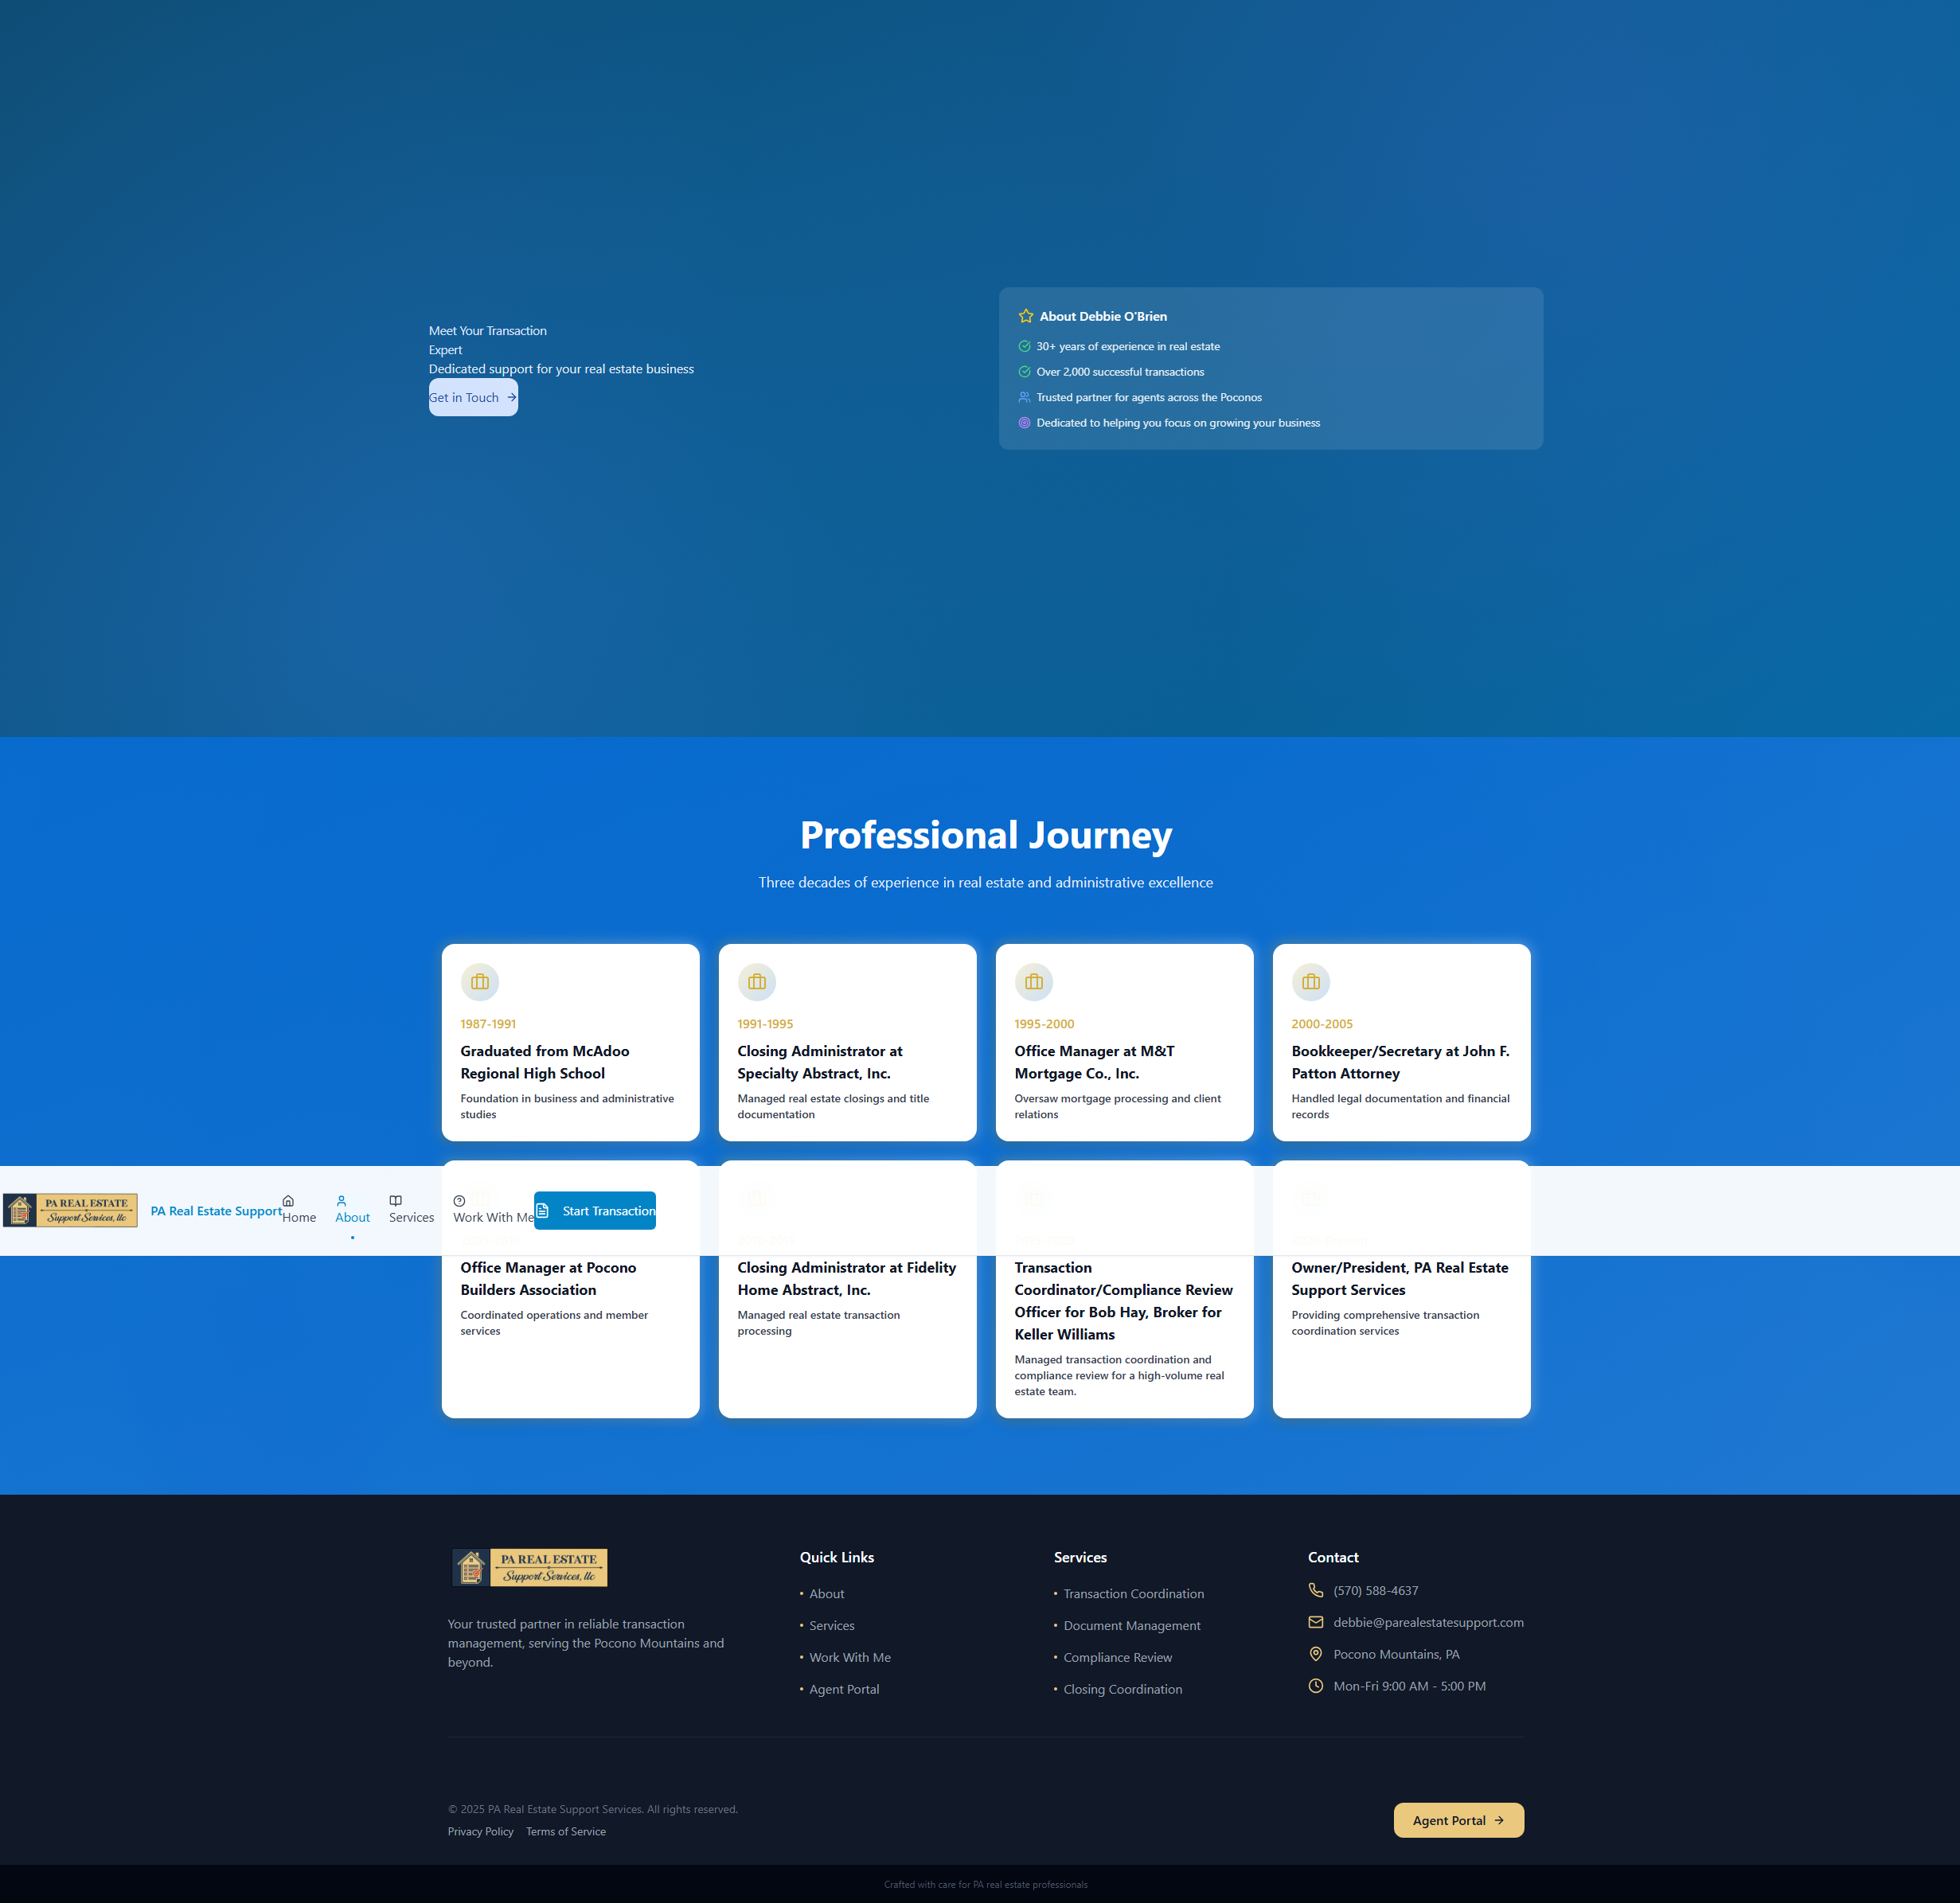 Meet Your Transaction
Expert
Dedicated support for your real estate business
Get in Touch
About Debbie O'Brien
30+ years of experience in real estate
Over 2,000 successful transactions
Trusted partner for agents across the Poconos
Dedicated to helping you focus on growing your business
Professional Journey
Three decades of experience in real estate and administrative excellence
1987-1991
Graduated from McAdoo
Regional High School
Foundation in business and administrative
studies
1991-1995
Closing Administrator at
Specialty Abstract, Inc.
Managed real estate closings and title
documentation
1995-2000
Office Manager at M&T
Mortgage Co., Inc.
Oversaw mortgage processing and client
relations
2000-2005
Bookkeeper/Secretary at John F.
Patton Attorney
Handled legal documentation and financial
records
PA REAL ESTATE
Support Services, llc
PA Real Estate Support
Home
About
Services
Work With Me
Start Transaction
Office Manager at Pocono
Builders Association
Coordinated operations and member
services
Closing Administrator at Fidelity
Home Abstract, Inc.
Managed real estate transaction
processing
Transaction
Coordinator/Compliance Review
Officer for Bob Hay, Broker for
Keller Williams
Managed transaction coordination and
compliance review for a high-volume real
estate team.
Owner/President, PA Real Estate
Support Services
Providing comprehensive transaction
coordination services
PA REAL ESTATE
Support Services, llc
Your trusted partner in reliable transaction
management, serving the Pocono Mountains and
beyond.
Quick Links
• About
• Services
• Work With Me
• Agent Portal
Services
• Transaction Coordination
• Document Management
• Compliance Review
• Closing Coordination
Contact
(570) 588-4637
debbie@parealestatesupport.com
Pocono Mountains, PA
Mon-Fri 9:00 AM - 5:00 PM
© 2025 PA Real Estate Support Services. All rights reserved.
Privacy Policy
Terms of Service
Agent Portal
Crafted with care for PA real estate professionals